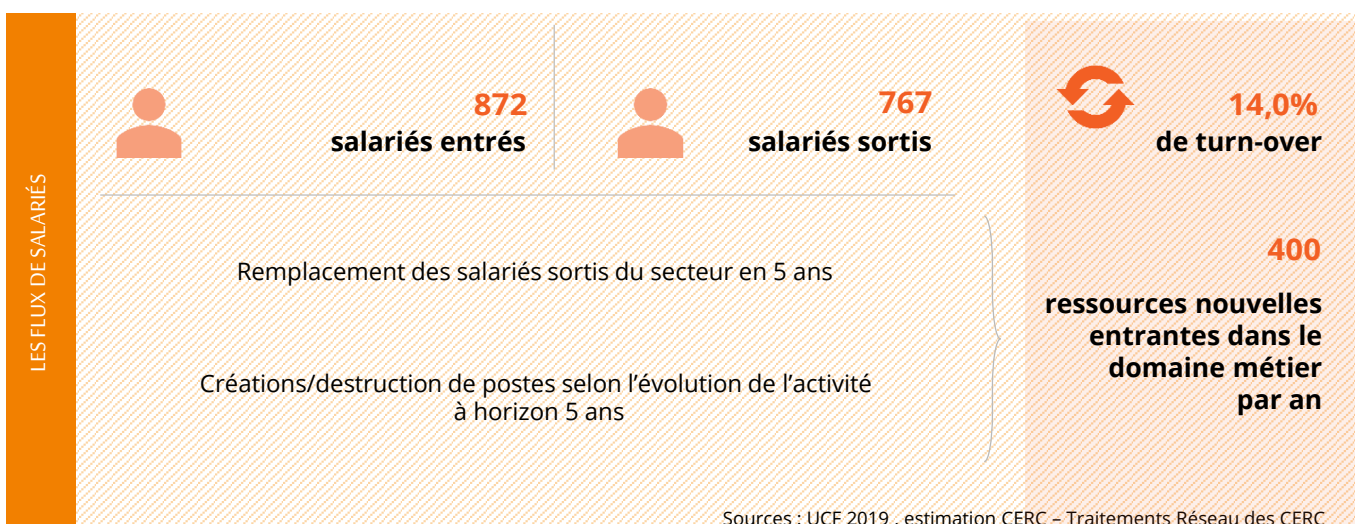 LES FLUX DE SALARIÉS
872
salariés entrés
767
salariés sortis
14,0%
de turn-over
Remplacement des salariés sortis du secteur en 5 ans
Créations/destruction de postes selon l’évolution de l’activité
à horizon 5 ans
400
ressources nouvelles
entrantes dans le
domaine métier
par an
Sources : UCF 2019 , estimation CERC – Traitements Réseau des CERC